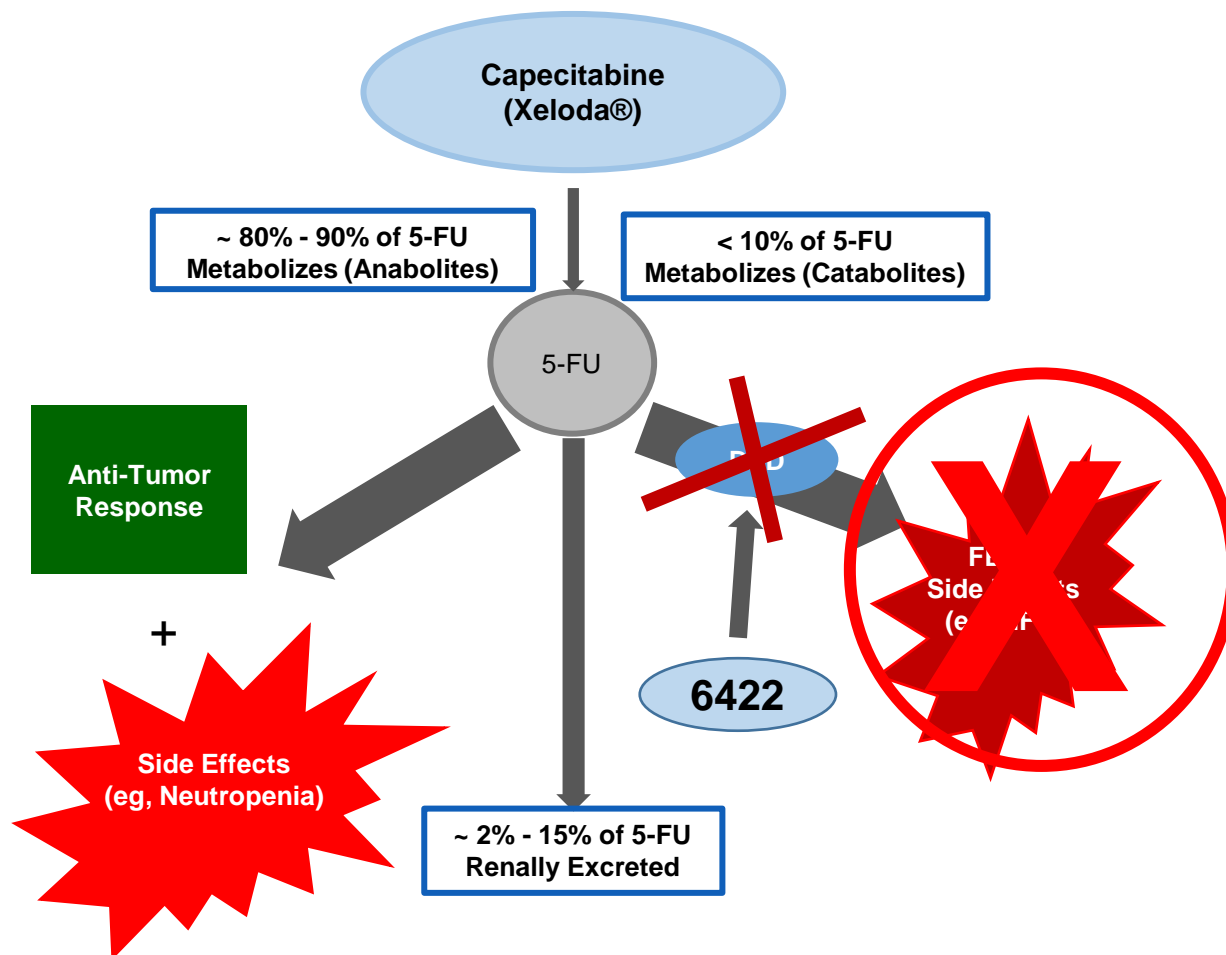 Capecitabine
(Xeloda®)
~ 80% - 90% of 5-FU
Metabolizes (Anabolites)
< 10% of 5-FU
Metabolizes (Catabolites)
5-FU
Anti-Tumor
Response
+
Side Effects
(eg, Neutropenia)
6422
Side
~ 2% - 15% of 5-FU
Renally Excreted